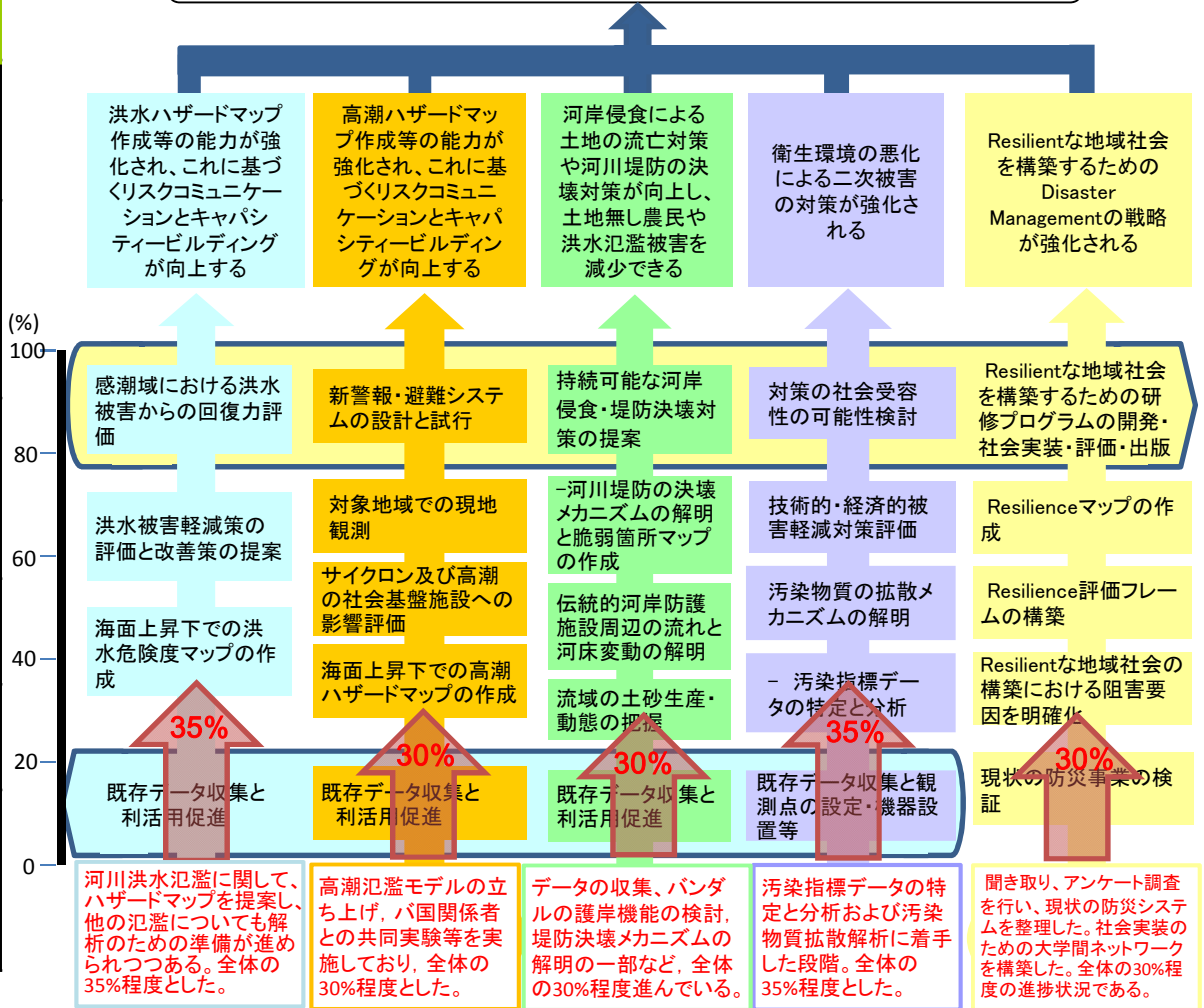 洪水ハザードマップ
作成等の能力が強
化され、これに基づ
くリスクコミュニケー
ションとキャパシ
ティービルディング
が向上する
高潮ハザードマッ
プ作成等の能力が
強化され、これに基
づくリスクコミュニ
ケーションとキャパ
シティービルディン
グが向上する
河岸侵食による
土地の流亡対策
や河川堤防の決
壊対策が向上し、
土地無し農民や
洪水氾濫被害を
減少できる
衛生環境の悪化
による二次被害
の対策が強化さ
れる
Resilientな地域社会
を構築するための
Disaster
Managementの戦略
が強化される
(%)
100
80
60
40
20
0
感潮域における洪水
被害からの回復力評
価
新警報・避難システ
ムの設計と試行
持続可能な河岸
侵食・堤防決壊対
策の提案
対策の社会受容
性の可能性検討
Resilientな地域社会
を構築するための研
修プログラムの開発・
社会実装・評価・出版
洪水被害軽減策の
評価と改善策の提案
対象地域での現地
観測
−河川堤防の決壊
メカニズムの解明
と脆弱箇所マップ
の作成
技術的・経済的被
害軽減対策評価
Resilienceマップの作
成
サイクロン及び高潮
の社会基盤施設への
影響評価
伝統的河岸防護
施設周辺の流れと
河床変動の解明
汚染物質の拡散メ
カニズムの解明
Resilience評価フレー
ムの構築
海面上昇下での洪
水危険度マップの作
成
海面上昇下での高潮
ハザードマップの作成
流域の土砂生産・
動態の把握
− 汚染指標デー
タの特定と分析
Resilientな地域社会の
構築における阻害要
因を明確化
35%
30%
30%
35%
30%
既存データ収集と
利活用促進
既存データ収集と
利活用促進
既存データ収集と
利活用促進
既存データ収集と観
測点の設定・機器設
置等
現状の防災事業の検
証
河川洪水氾濫に関して、
ハザードマップを提案し、
他の氾濫についても解
析のための準備が進め
られつつある。全体の
35%程度とした。
高潮氾濫モデルの立
ち上げ，バ国関係者
との共同実験等を実
施しており，全体の
30%程度とした。
データの収集、バンダ
ルの護岸機能の検討，
堤防決壊メカニズムの
解明の一部など，全体
の30%程度進んでいる。
汚染指標データの特
定と分析および汚染
物質拡散解析に着手
した段階。全体の
35%程度とした。
聞き取り、アンケート調査
を行い、現状の防災システ
ムを整理した。社会実装の
ための大学間ネットワーク
を構築した。全体の30%程
度の進捗状況である。